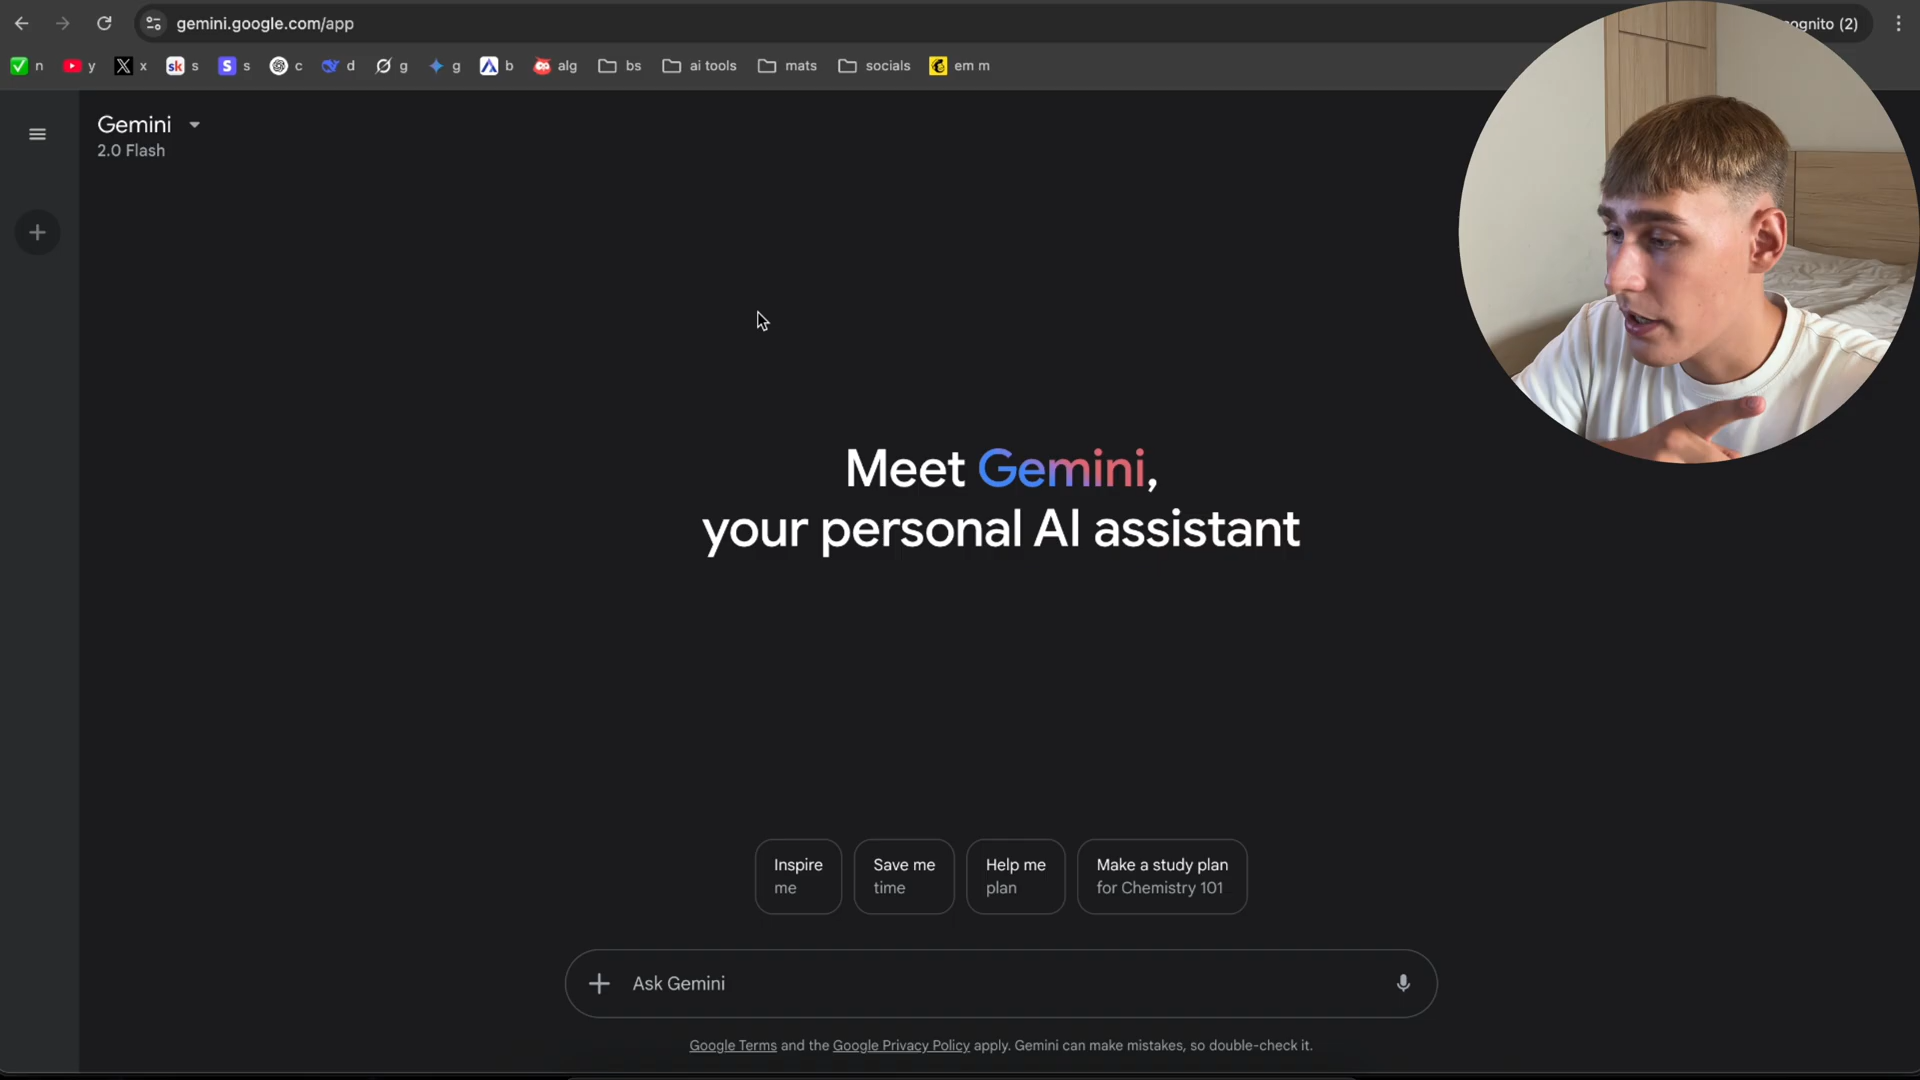 gemini.google.com/app
ognito (2)
n
y
x
sk s
S s
c
d
g
g
b
alg
bs
ai tools
mats
socials
em m
Gemini
2.0 Flash
Meet Gemini,
your personal AI assistant
Inspire
me
Save me
time
Help me
plan
Make a study plan
for Chemistry 101
Ask Gemini
Google Terms and the Google Privacy Policy apply. Gemini can make mistakes, so double-check it.